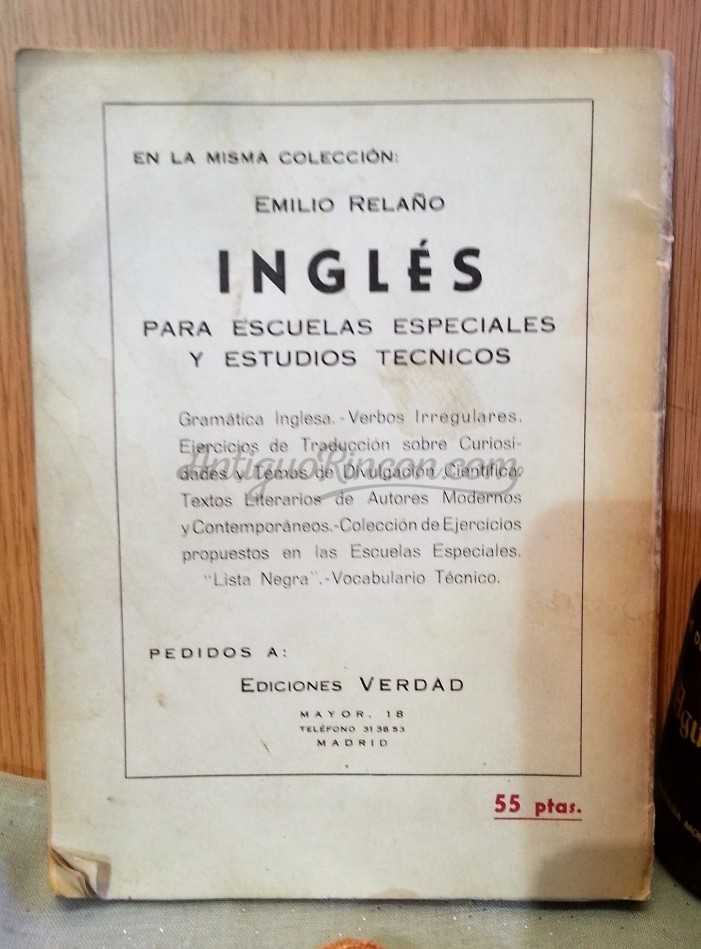 EN LA MISMA COLECCIÓN:
EMILIO RELAÑO
INGLÉS
PARA ESCUELAS ESPECIALES
Y ESTUDIOS TECNICOS
Gramática Inglesa.-Verbos Irregulares.
Ejercicios de Traducción sobre Curiosi-
dades y Temas de Divulgación Científica.
Textos Literarios de Autores Modernos
y Contemporáneos.-Colección de Ejercicios
propuestos en las Escuelas Especiales.
"Lista Negra".-Vocabulario Técnico.
AntiguoRincon.com
PEDIDOS A:
EDICIONES VERDAD
MAYOR, 18
TELÉFONO 31 38 53
MADRID
55 ptas.